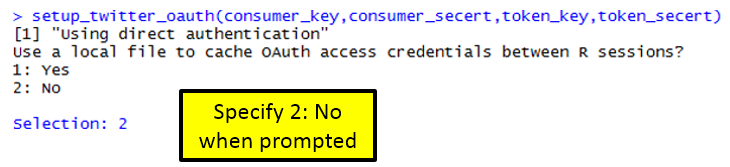 > setup_twitter_oauth(consumer_key,consumer_secert,token_key,token_secert)
[1] "Using direct authentication"
Use a local file to cache OAuth access credentials between R sessions?
1: Yes
2: No
Selection: 2
Specify 2: No
when prompted